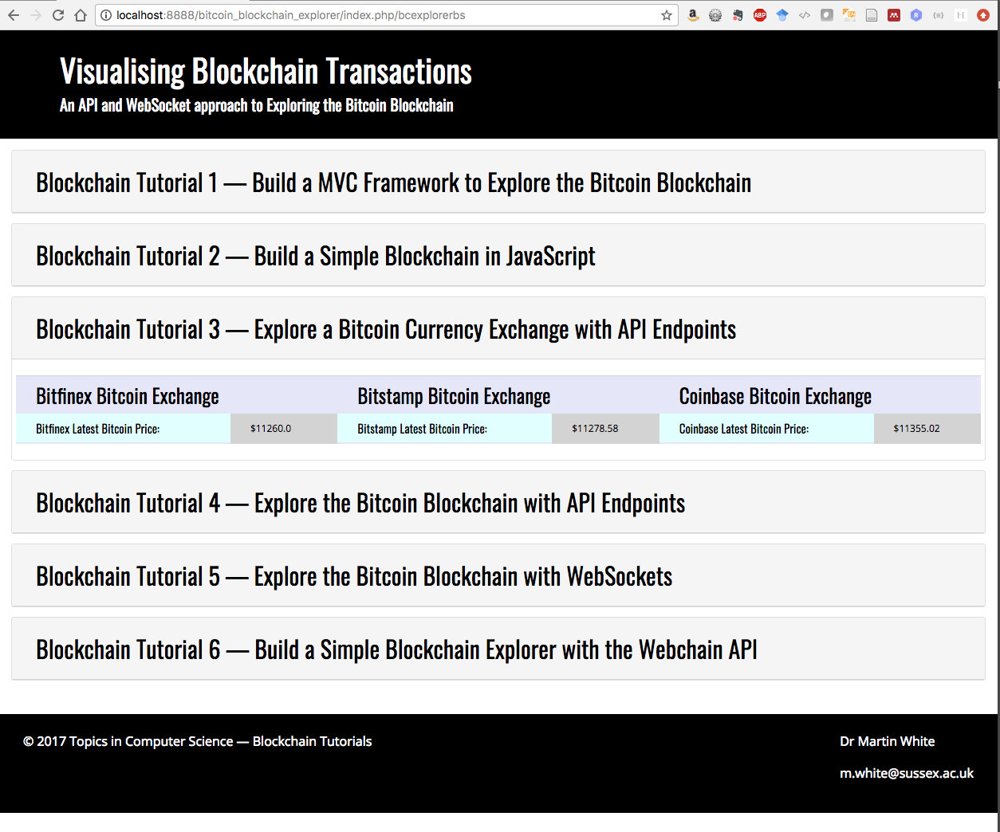 localhost:8888/bitcoin_blockchain_explorer/index.php/bcexplorerbs
Visualising Blockchain Transactions
An API and WebSocket approach to Exploring the Bitcoin Blockchain
Blockchain Tutorial 1 — Build a MVC Framework to Explore the Bitcoin Blockchain
Blockchain Tutorial 2 — Build a Simple Blockchain in JavaScript
Blockchain Tutorial 3 — Explore a Bitcoin Currency Exchange with API Endpoints
Bitfinex Bitcoin Exchange Bitstamp Bitcoin Exchange Coinbase Bitcoin Exchange
Bitfinex Latest Bitcoin Price: $11260.0 Bitstamp Latest Bitcoin Price: $11278.58 Coinbase Latest Bitcoin Price: $11355.02
Blockchain Tutorial 4 — Explore the Bitcoin Blockchain with API Endpoints
Blockchain Tutorial 5 — Explore the Bitcoin Blockchain with WebSockets
Blockchain Tutorial 6 — Build a Simple Blockchain Explorer with the Webchain API
© 2017 Topics in Computer Science — Blockchain Tutorials Dr Martin White
m.white@sussex.ac.uk